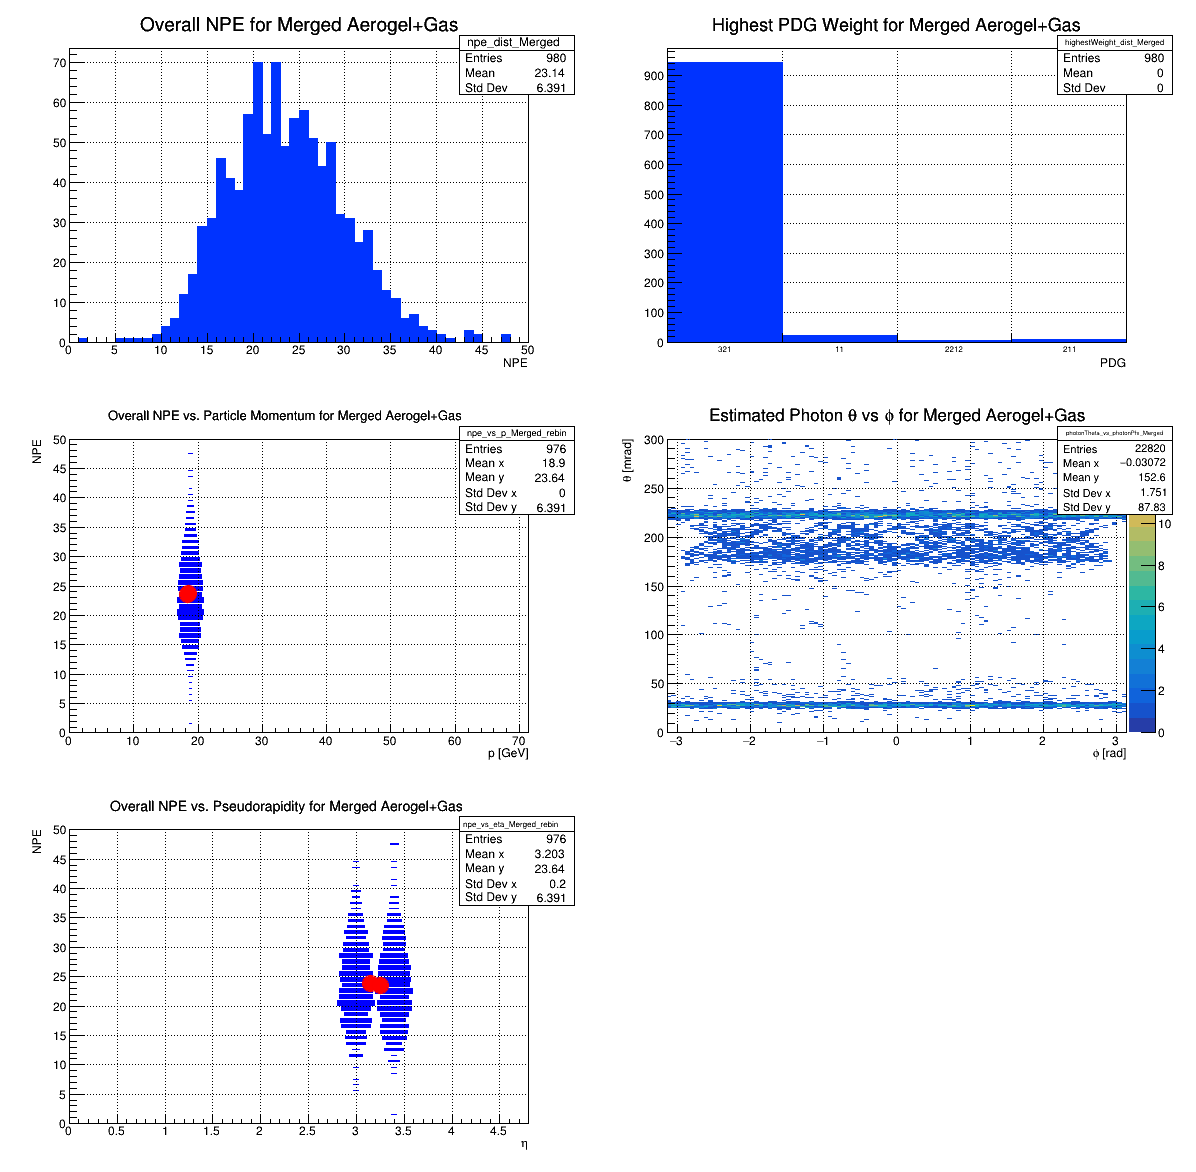 Overall NPE for Merged Aerogel+Gas
npe_dist_Merged
Entries 980
Mean 23.14
Std Dev 6.391
70
60
50
40
30
20
10
0
0 5 10 15 20 25 30 35 40 45 50
NPE
Highest PDG Weight for Merged Aerogel+Gas
highestWeight_dist_Merged
Entries 980
Mean 0
Std Dev 0
900
800
700
600
500
400
300
200
100
0
321 11 2212 211
PDG
Overall NPE vs. Particle Momentum for Merged Aerogel+Gas
npe_vs_p_Merged_rebin
Entries 976
Mean x 18.9
Mean y 23.64
Std Dev x 0
Std Dev y 6.391
NPE
50
45
40
35
30
25
20
15
10
5
0
0 10 20 30 40 50 60 70
p [GeV]
Estimated Photon θ vs ϕ for Merged Aerogel+Gas
photonTheta_vs_photonPhi_Merged
Entries 22820
Mean x −0.03072
Mean y 152.6
Std Dev x 1.751
Std Dev y 87.83
θ [mrad]
300
250
200
150
100
50
0
−3 −2 −1 0 1 2 3
ϕ [rad]
10
8
6
4
2
0
Overall NPE vs. Pseudorapidity for Merged Aerogel+Gas
npe_vs_eta_Merged_rebin
Entries 976
Mean x 3.203
Mean y 23.64
Std Dev x 0.2
Std Dev y 6.391
NPE
50
45
40
35
30
25
20
15
10
5
0
0 0.5 1 1.5 2 2.5 3 3.5 4 4.5
η